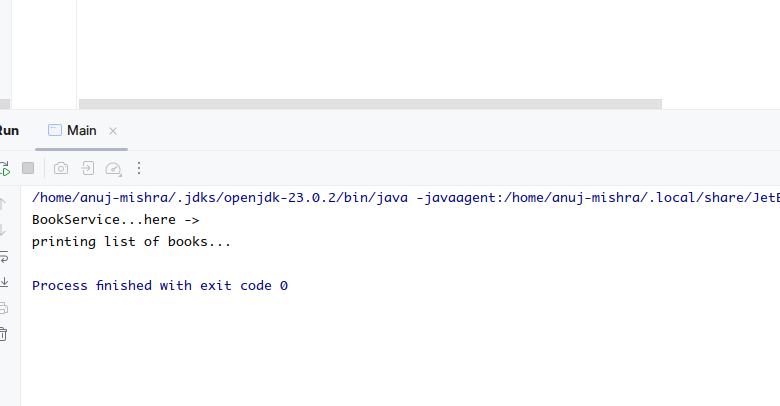 Run
Main
/home/anuj-mishra/.jdks/openjdk-23.0.2/bin/java -javaagent:/home/anuj-mishra/.local/share/JetB
BookService...here ->
printing list of books...
Process finished with exit code 0